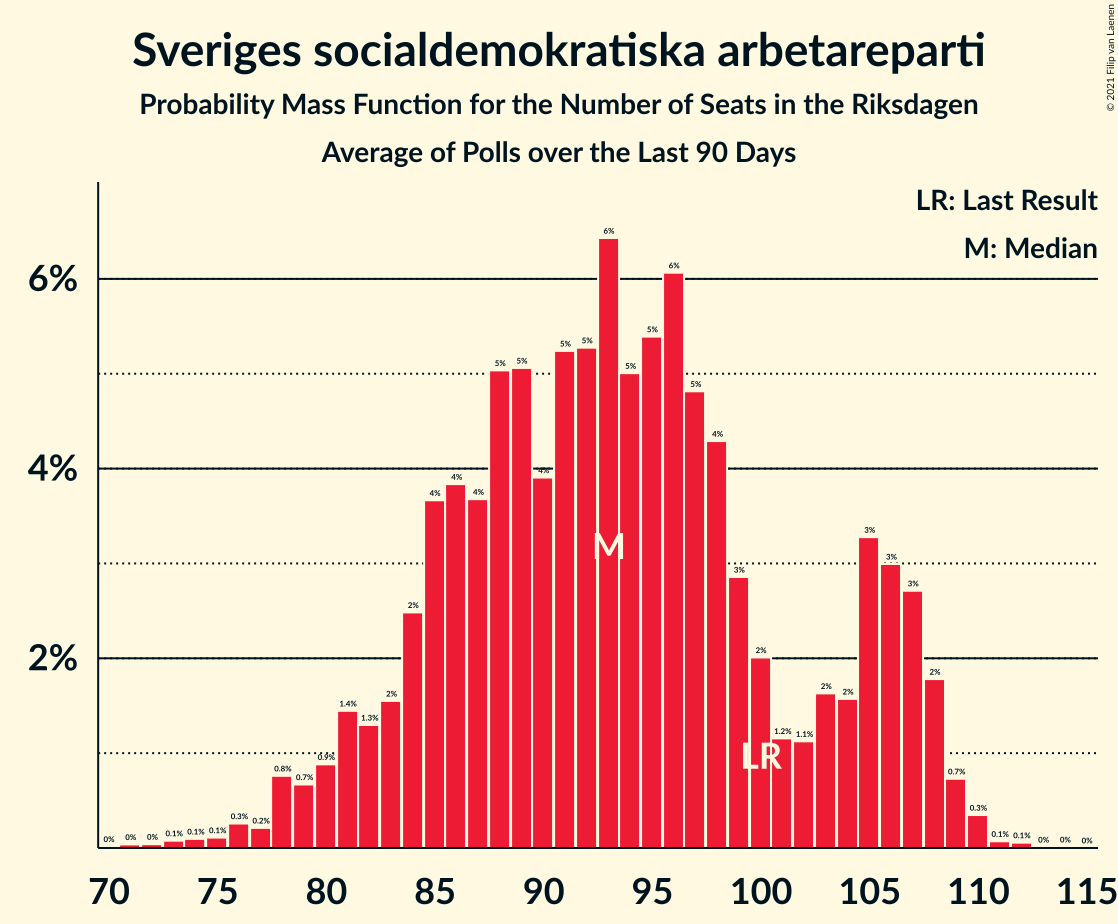 Sveriges socialdemokratiska arbetareparti
Probability Mass Function for the Number of Seats in the Riksdagen
Average of Polls over the Last 90 Days
© 2021 Filip van Laenen
LR: Last Result
M: Median
6%
4%
2%
0% 0% 0% 0.1% 0.1% 0.1% 0.3% 0.2% 0.8% 0.7% 0.9% 1.4% 1.3% 2% 2% 4% 4% 4% 5% 5% 4% 5% 5% 6% 5% 5% 6% 5% 4% 3% 2% 1.2% 1.1% 2% 2% 3% 3% 3% 2% 0.7% 0.3% 0.1% 0.1% 0% 0% 0%
M
LR
70 75 80 85 90 95 100 105 110 115